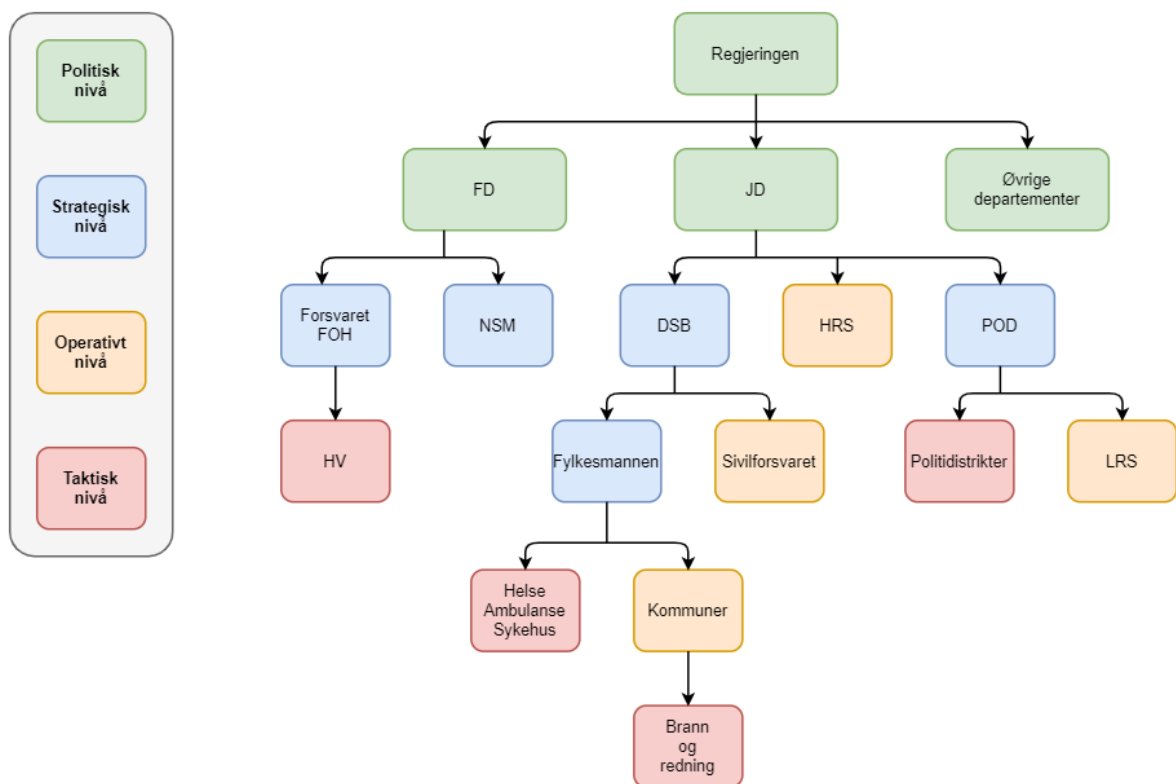 Politisk
nivå
Strategisk
nivå
Operativt
nivå
Taktisk
nivå
Regjeringen
FD
JD
Øvrige
departementer
Forsvaret
FOH
NSM
DSB
HRS
POD
HV
Fylkesmannen
Sivilforsvaret
Politidistrikter
LRS
Helse
Ambulanse
Sykehus
Kommuner
Brann
og
redning